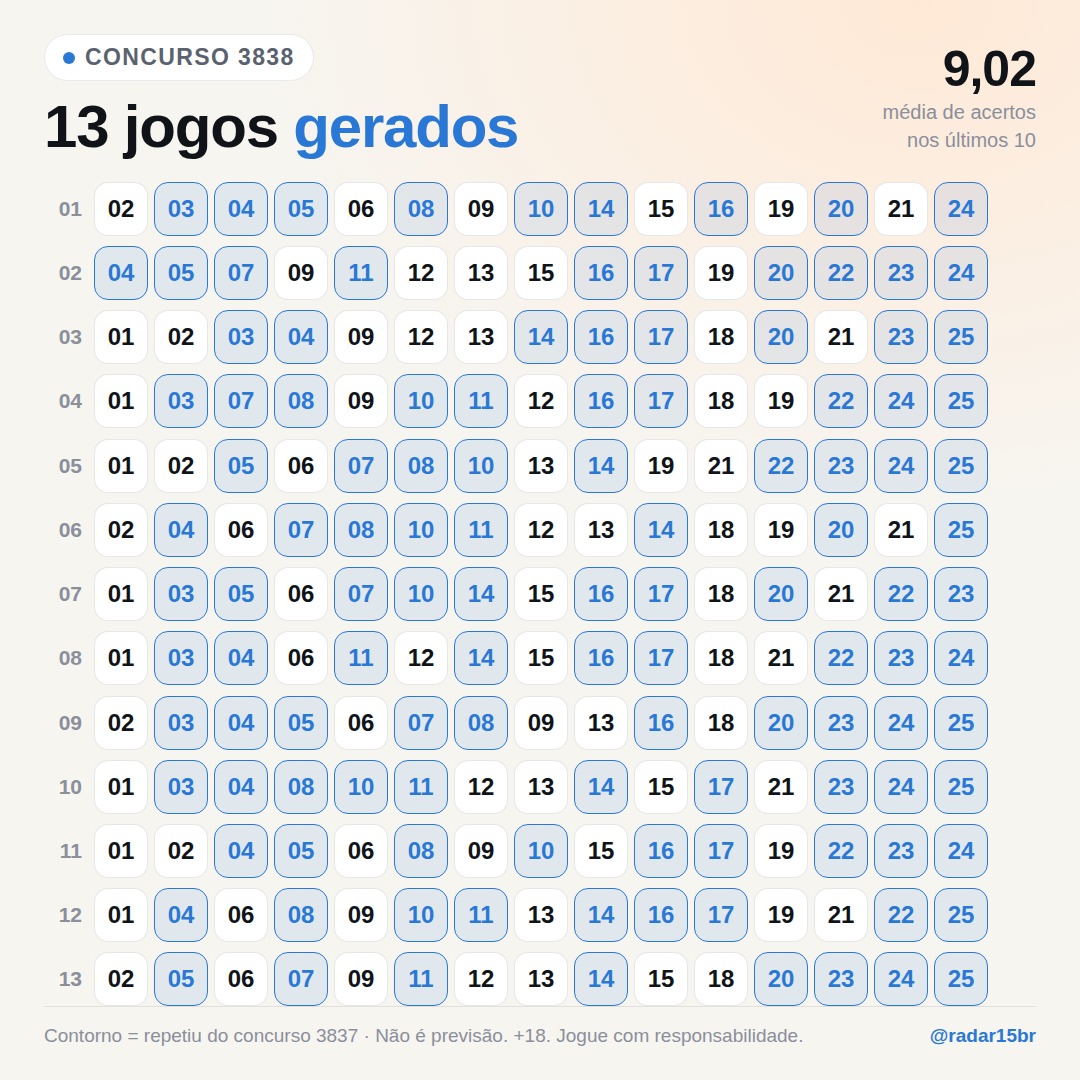 CONCURSO 3838
13 jogos gerados
9,02
média de acertos
nos últimos 10
01 02 03 04 05 06 08 09 10 14 15 16 19 20 21 24
02 04 05 07 09 11 12 13 15 16 17 19 20 22 23 24
03 01 02 03 04 09 12 13 14 16 17 18 20 21 23 25
04 01 03 07 08 09 10 11 12 16 17 18 19 22 24 25
05 01 02 05 06 07 08 10 13 14 19 21 22 23 24 25
06 02 04 06 07 08 10 11 12 13 14 18 19 20 21 25
07 01 03 05 06 07 10 14 15 16 17 18 20 21 22 23
08 01 03 04 06 11 12 14 15 16 17 18 21 22 23 24
09 02 03 04 05 06 07 08 09 13 16 18 20 23 24 25
10 01 03 04 08 10 11 12 13 14 15 17 21 23 24 25
11 01 02 04 05 06 08 09 10 15 16 17 19 22 23 24
12 01 04 06 08 09 10 11 13 14 16 17 19 21 22 25
13 02 05 06 07 09 11 12 13 14 15 18 20 23 24 25
Contorno = repetiu do concurso 3837 · Não é previsão. +18. Jogue com responsabilidade.
@radar15br